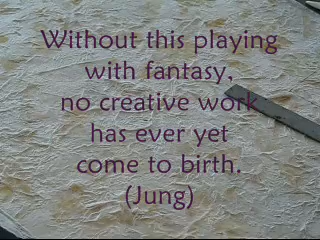 Without this playing
with fantasy,
no creative work
has ever yet
come to birth.
(Jung)